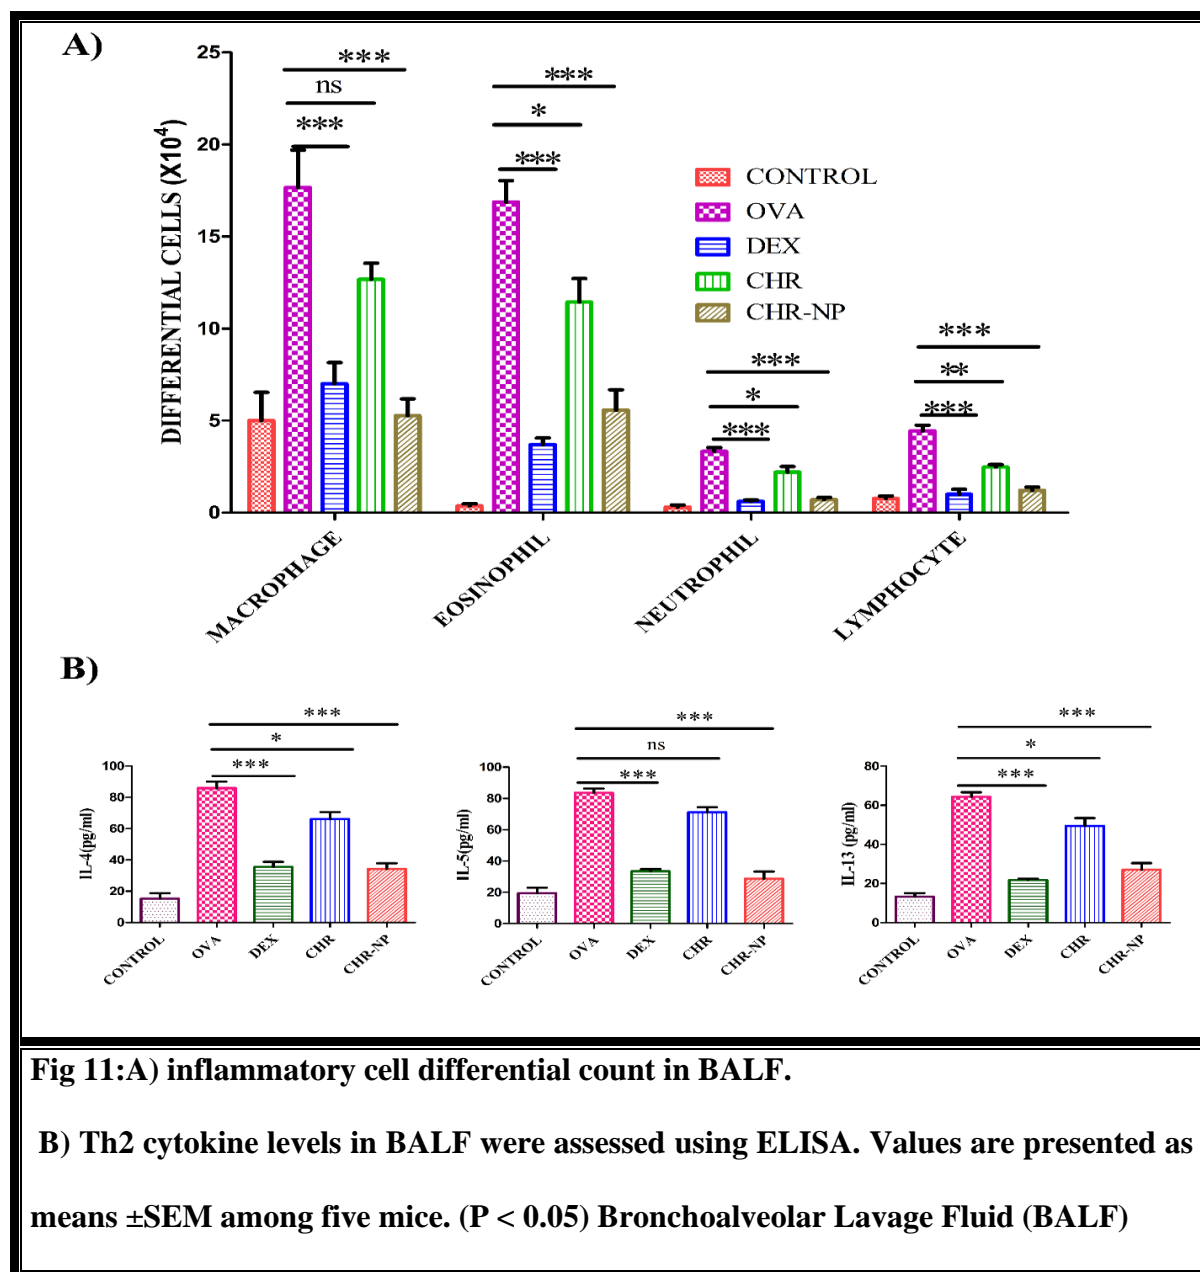 A)
25
20
15
10
5
0
DIFFERENTIAL CELLS (X10⁴)
***
ns
***
***
*
***
***
*
***
***
**
***
CONTROL
OVA
DEX
CHR
CHR-NP
MACROPHAGE
EOSINOPHIL
NEUTROPHIL
LYMPHOCYTE
B)
***
*
***
100
80
60
40
20
0
IL-4(pg/ml)
CONTROL
OVA
DEX
CHR
CHR-NP
***
ns
***
100
80
60
40
20
0
IL-5(pg/ml)
CONTROL
OVA
DEX
CHR
CHR-NP
***
*
***
80
60
40
20
0
IL-13 (pg/ml)
CONTROL
OVA
DEX
CHR
CHR-NP
Fig 11:A) inflammatory cell differential count in BALF.
B) Th2 cytokine levels in BALF were assessed using ELISA. Values are presented as
means ±SEM among five mice. (P < 0.05) Bronchoalveolar Lavage Fluid (BALF)